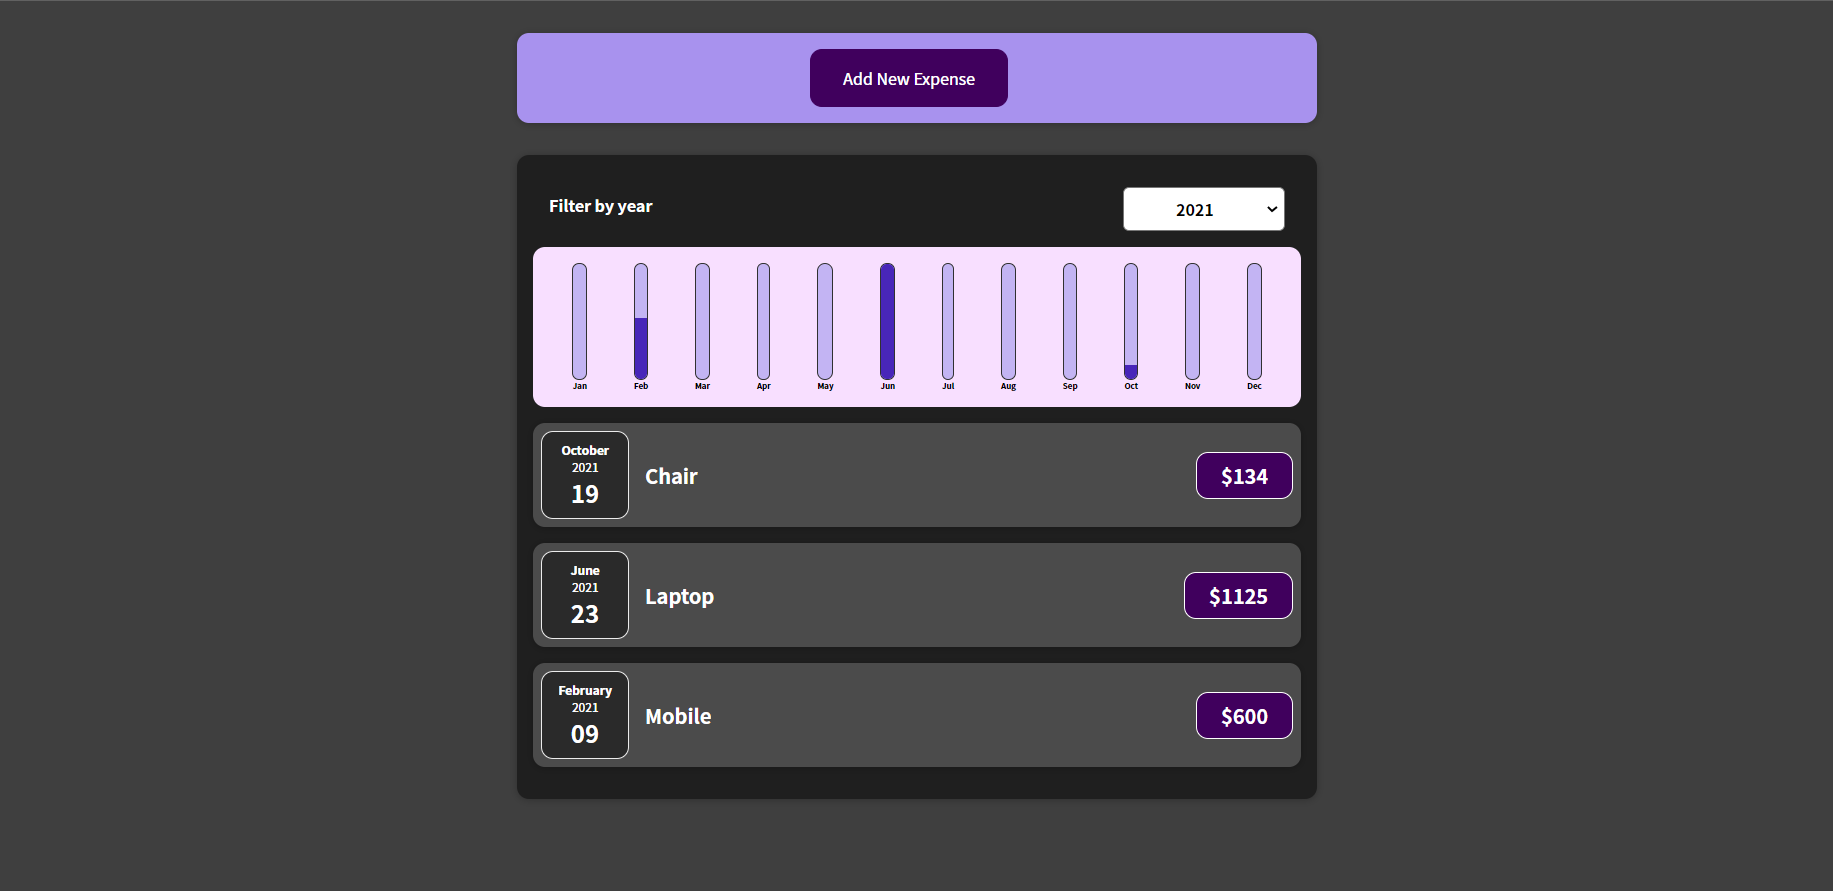 Add New Expense
Filter by year
2021
Jan Feb Mar Apr May Jun Jul Aug Sep Oct Nov Dec
October
2021
19
Chair
$134
June
2021
23
Laptop
$1125
February
2021
09
Mobile
$600